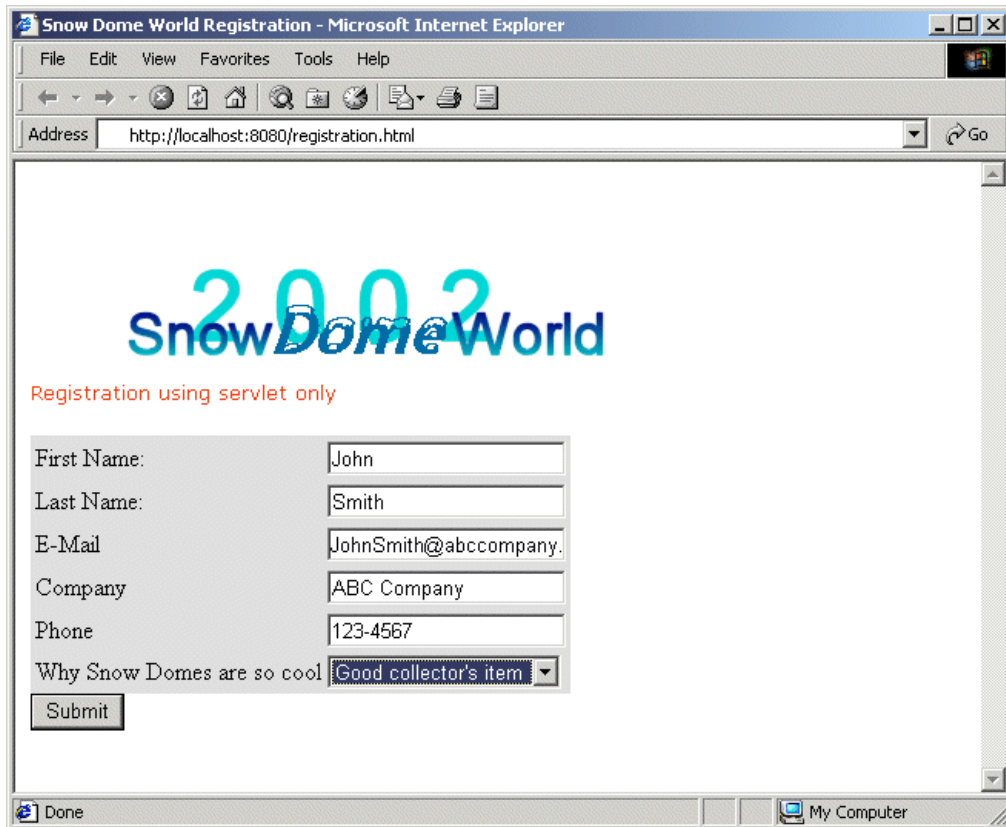 Snow Dome World Registration - Microsoft Internet Explorer
File Edit View Favorites Tools Help
Address http://localhost:8080/registration.html Go
2002
SnowDomeWorld
Registration using servlet only
First Name: John
Last Name: Smith
E-Mail JohnSmith@abccompany.
Company ABC Company
Phone 123-4567
Why Snow Domes are so cool Good collector's item
Submit
Done My Computer